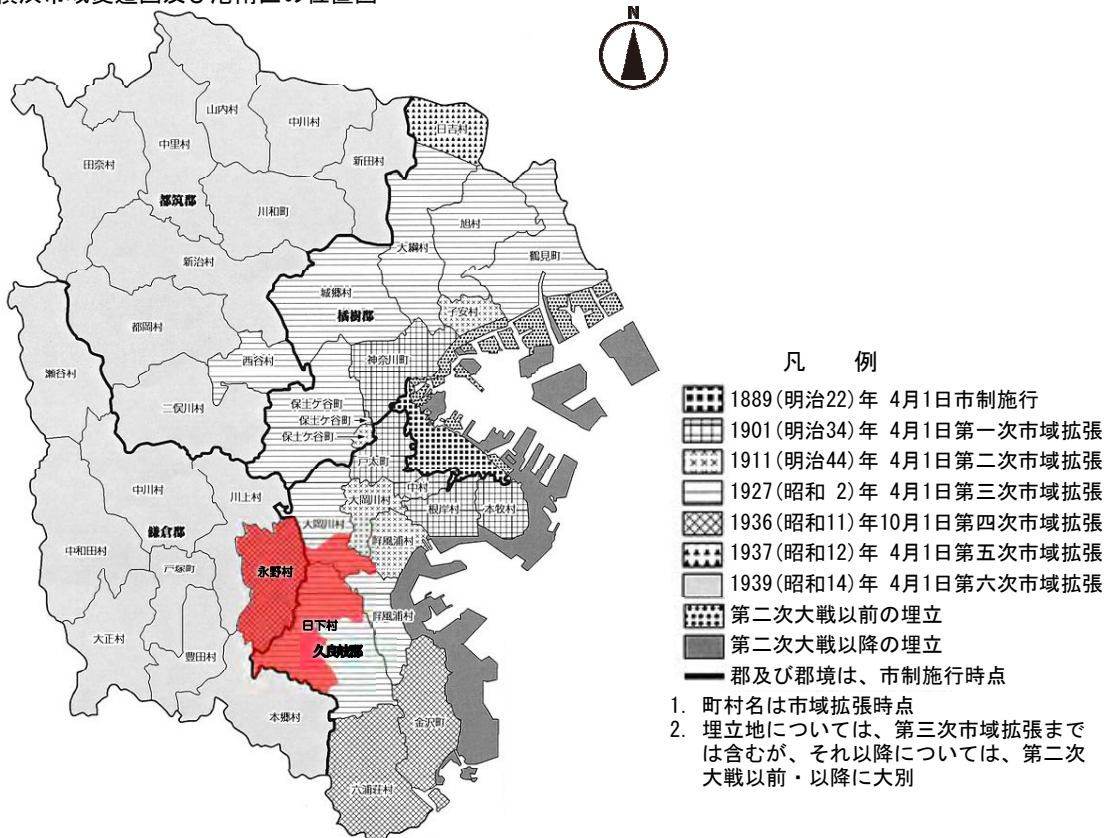 N
日吉村
山内村
中川村
新田村
中里村
田奈村
都筑郡
川和町
旭村
大綱村
鶴見町
新治村
城郷村
橘樹郡
子安村
都岡村
神奈川町
西谷村
瀬谷村
二俣川村
保土ケ谷町
保土ケ谷町
保土ケ谷町
戸太町
中川村
川上村
中村
大岡川村
根岸村
本牧村
大岡川村
屏風浦村
鎌倉郡
中和田村
戸塚町
永野村
日下村
屏風浦村
大正村
豊田村
久良岐郡
本郷村
金沢町
六浦荘村
凡　例
1889(明治22)年 4月1日市制施行
1901(明治34)年 4月1日第一次市域拡張
1911(明治44)年 4月1日第二次市域拡張
1927(昭和 2)年 4月1日第三次市域拡張
1936(昭和11)年10月1日第四次市域拡張
1937(昭和12)年 4月1日第五次市域拡張
1939(昭和14)年 4月1日第六次市域拡張
第二次大戦以前の埋立
第二次大戦以降の埋立
郡及び郡境は、市制施行時点
1. 町村名は市域拡張時点
2. 埋立地については、第三次市域拡張まで
は含むが、それ以降については、第二次
大戦以前・以降に大別